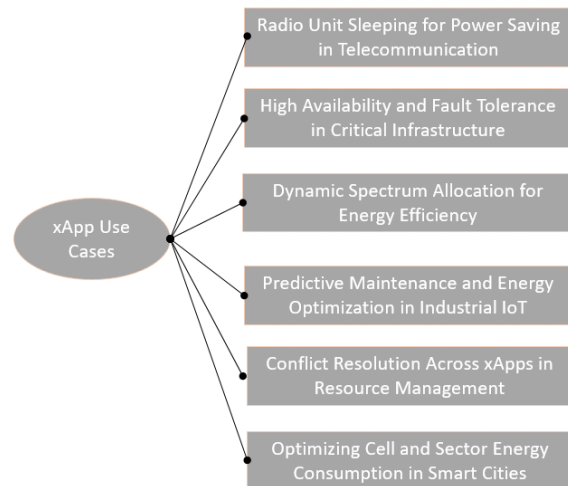 Radio Unit Sleeping for Power Saving
in Telecommunication
High Availability and Fault Tolerance
in Critical Infrastructure
Dynamic Spectrum Allocation for
Energy Efficiency
xApp Use
Cases
Predictive Maintenance and Energy
Optimization in Industrial IoT
Conflict Resolution Across xApps in
Resource Management
Optimizing Cell and Sector Energy
Consumption in Smart Cities